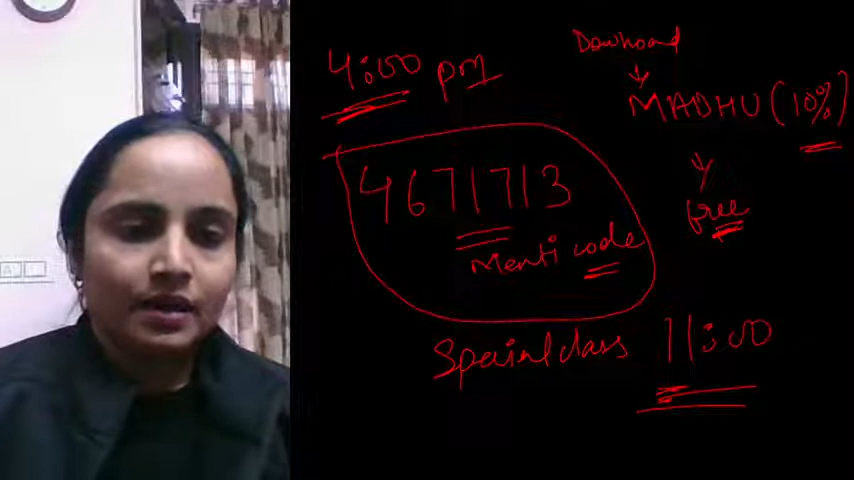 4:00 pm
Download
MADHU (10%)
free
4671713
Menti code
Special class 11:00